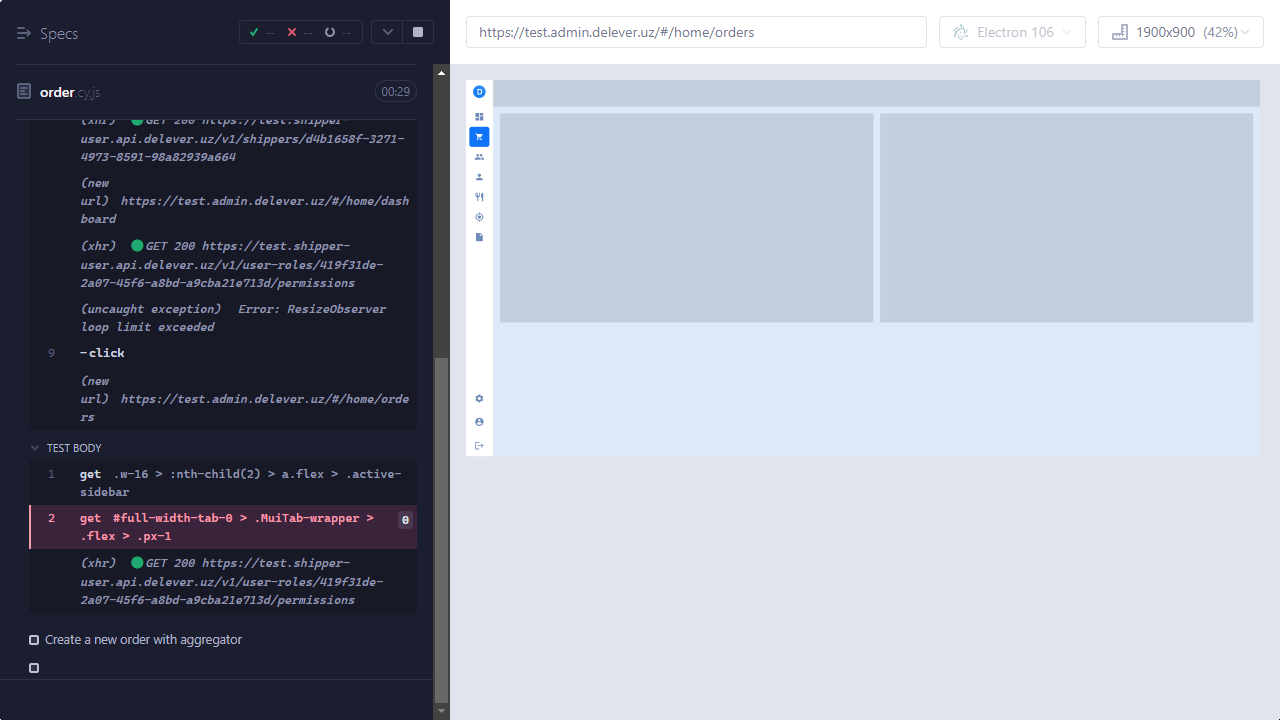 Specs
--
--
--
order.cy.js
00:29
(xhr) GET 200 https://test.shipper-
user.api.delever.uz/v1/shippers/d4b1658f-3271-
4973-8591-98a82939a664
(new
url) https://test.admin.delever.uz/#/home/dash
board
(xhr) GET 200 https://test.shipper-
user.api.delever.uz/v1/user-roles/419f31de-
2a07-45f6-a8bd-a9cba21e713d/permissions
(uncaught exception) Error: ResizeObserver
loop limit exceeded
9 -click
(new
url) https://test.admin.delever.uz/#/home/orde
rs
TEST BODY
1 get .w-16 > :nth-child(2) > a.flex > .active-
sidebar
2 get #full-width-tab-0 > .MuiTab-wrapper >
.flex > .px-1
0
(xhr) GET 200 https://test.shipper-
user.api.delever.uz/v1/user-roles/419f31de-
2a07-45f6-a8bd-a9cba21e713d/permissions
Create a new order with aggregator
https://test.admin.delever.uz/#/home/orders
Electron 106
1900x900 (42%)
D